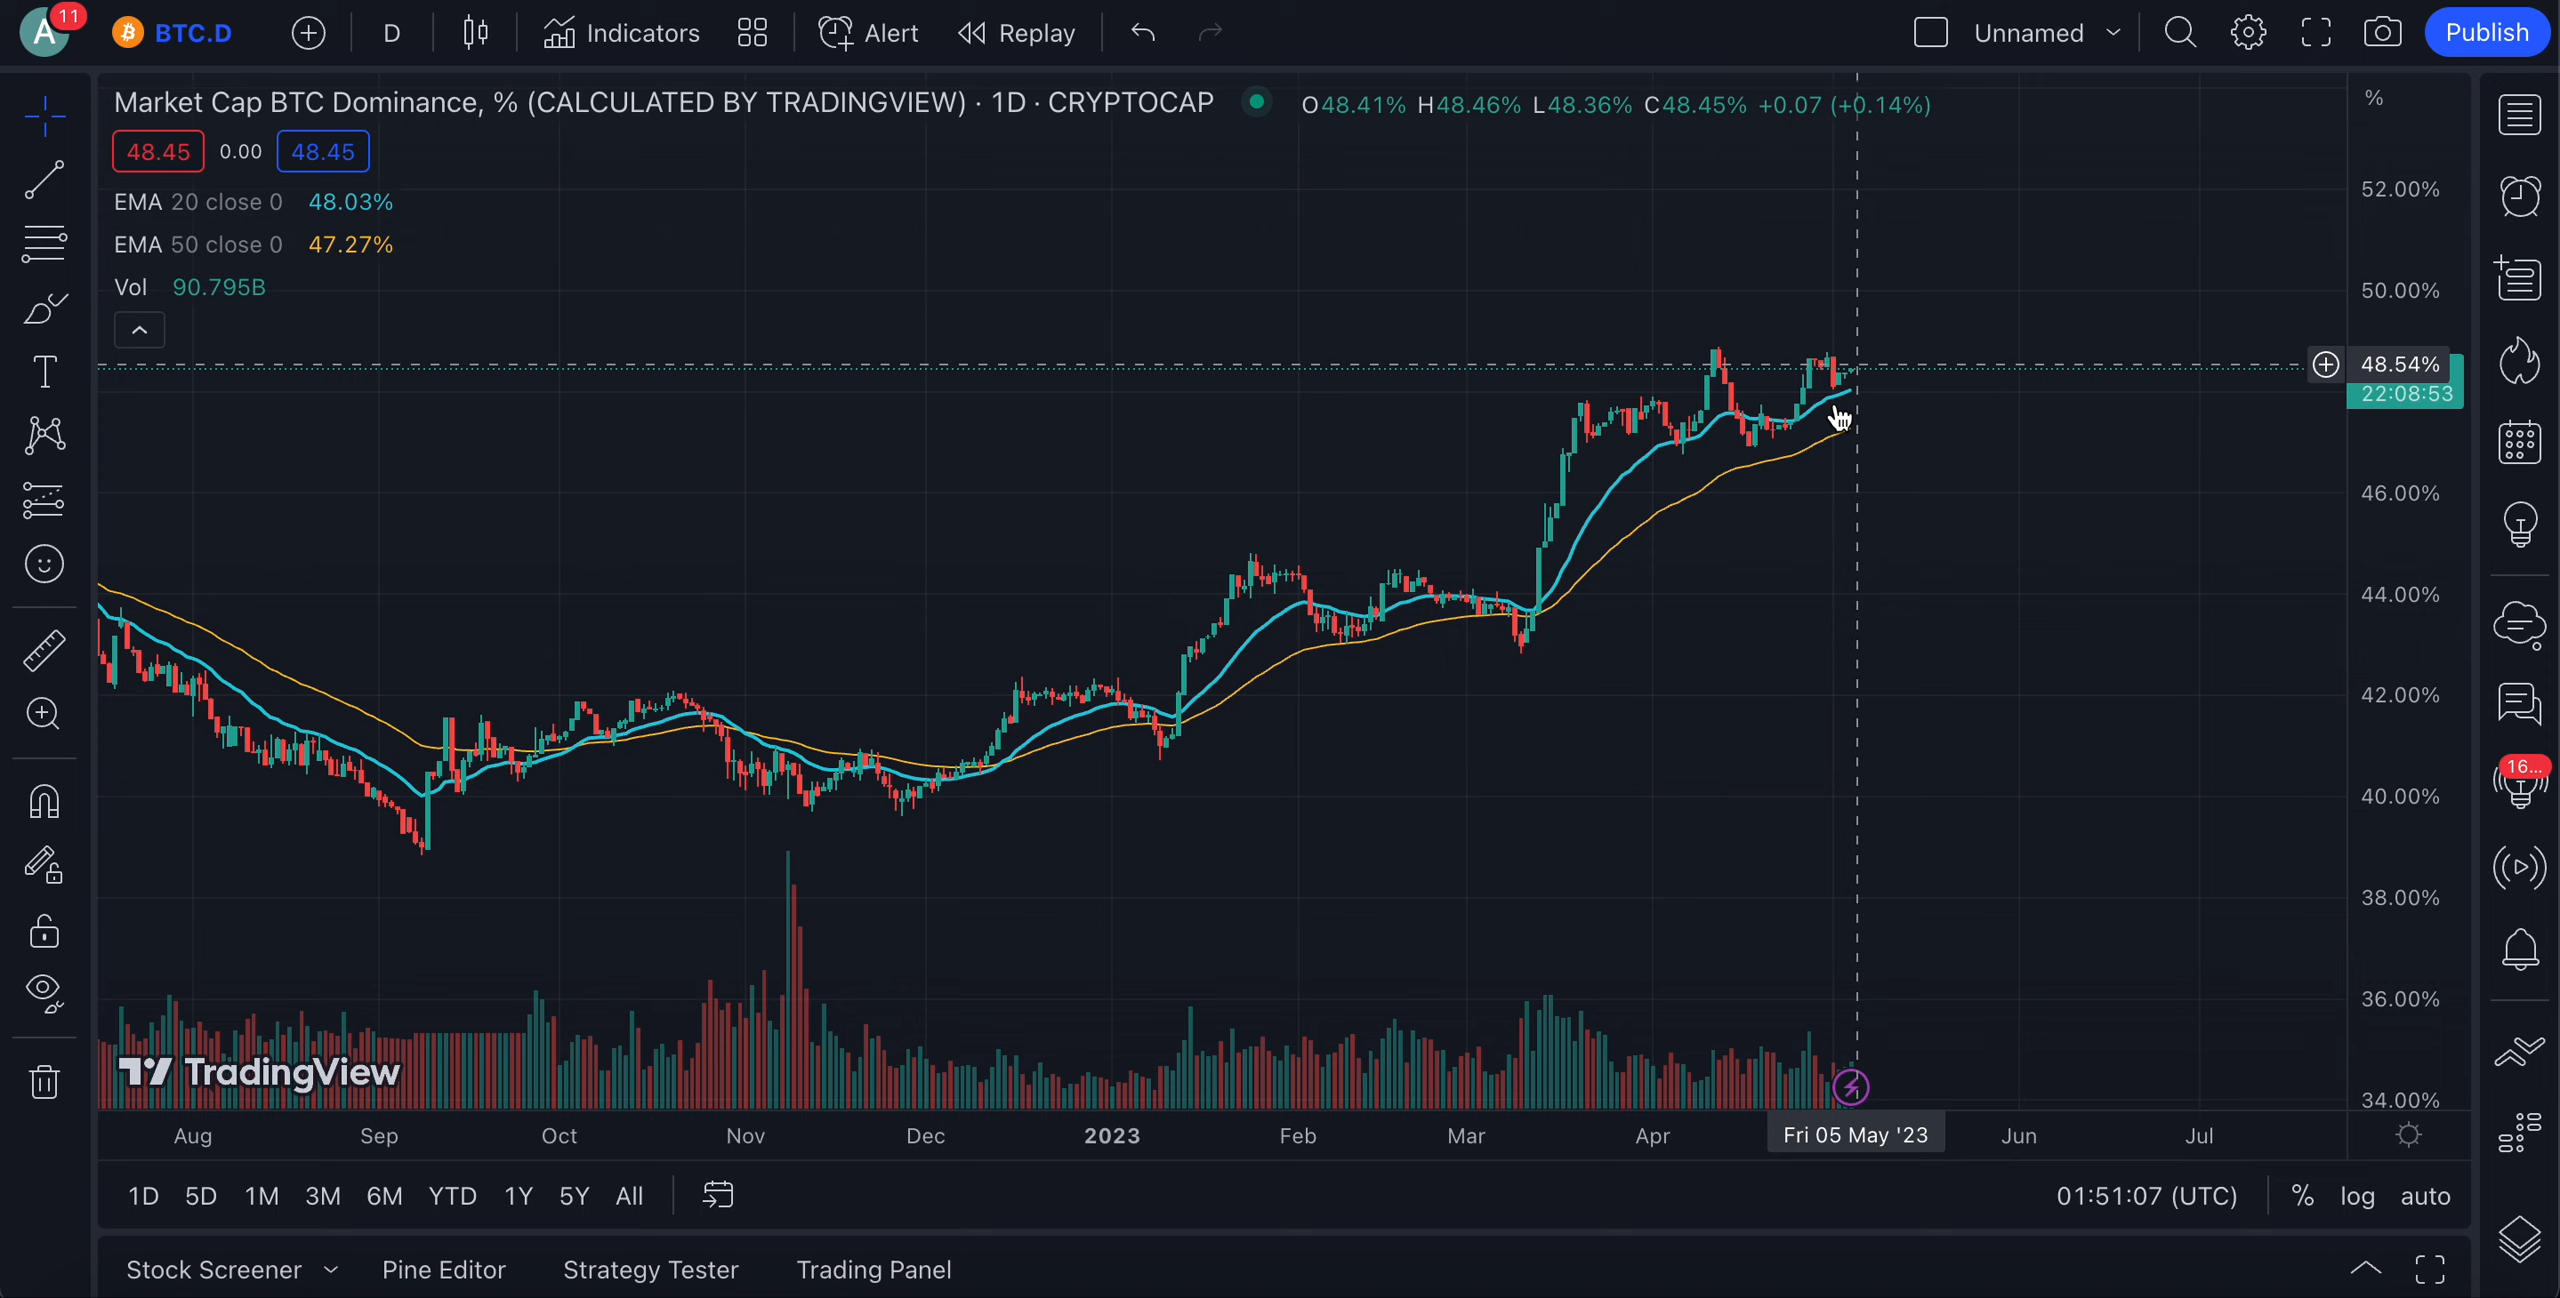 A 11 BTC.D D Indicators Alert Replay Unnamed Publish
Market Cap BTC Dominance, % (CALCULATED BY TRADINGVIEW) · 1D · CRYPTOCAP O48.41% H48.46% L48.36% C48.45% +0.07 (+0.14%)
%
48.45 0.00 48.45
EMA 20 close 0 48.03%
EMA 50 close 0 47.27%
Vol 90.795B
52.00%
50.00%
48.54%
22:08:53
46.00%
44.00%
42.00%
40.00%
38.00%
36.00%
34.00%
16...
TradingView
Aug Sep Oct Nov Dec 2023 Feb Mar Apr Fri 05 May '23 Jun Jul
1D 5D 1M 3M 6M YTD 1Y 5Y All 01:51:07 (UTC) % log auto
Stock Screener Pine Editor Strategy Tester Trading Panel